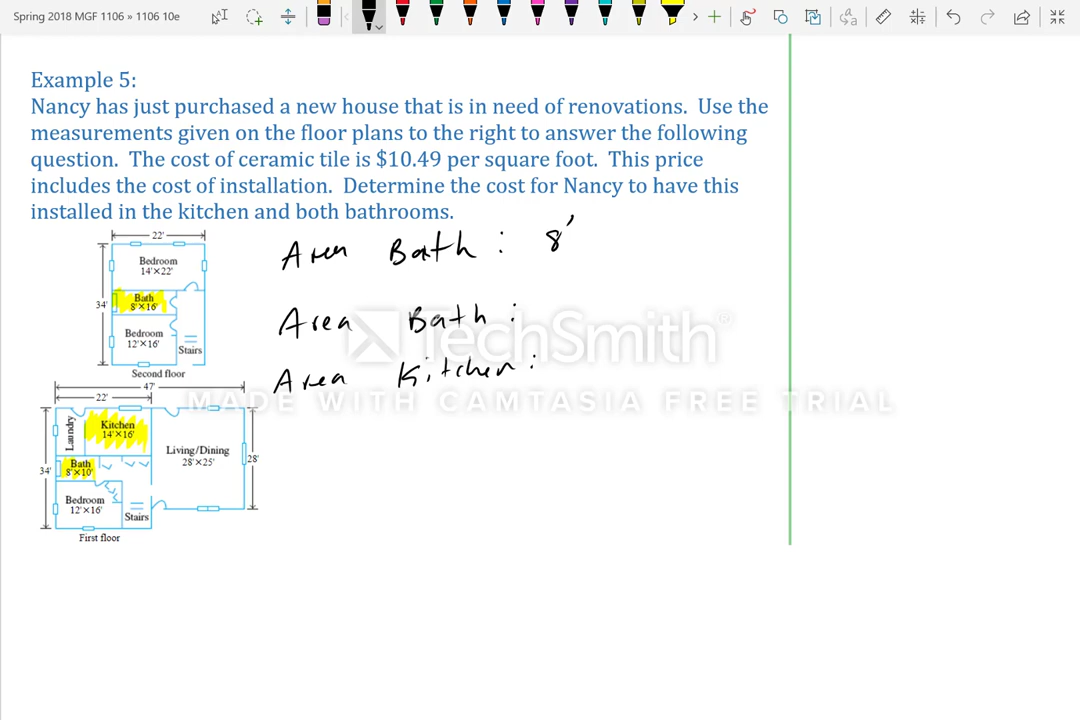 Spring 2018 MGF 1106 » 1106 10e
Example 5:
Nancy has just purchased a new house that is in need of renovations. Use the
measurements given on the floor plans to the right to answer the following
question. The cost of ceramic tile is $10.49 per square foot. This price
includes the cost of installation. Determine the cost for Nancy to have this
installed in the kitchen and both bathrooms.
22'
Bedroom
14'×22'
34'
Bath
8'×16'
Bedroom
12'×16'
Stairs
Second floor
Area Bath: 8'
Area Bath:
Area Kitchen:
TechSmith®
MADE WITH CAMTASIA FREE TRIAL
47'
22'
Laundry
Kitchen
14'×16'
Living/Dining
28'×25'
28'
34'
Bath
8'×10'
Bedroom
12'×16'
Stairs
First floor